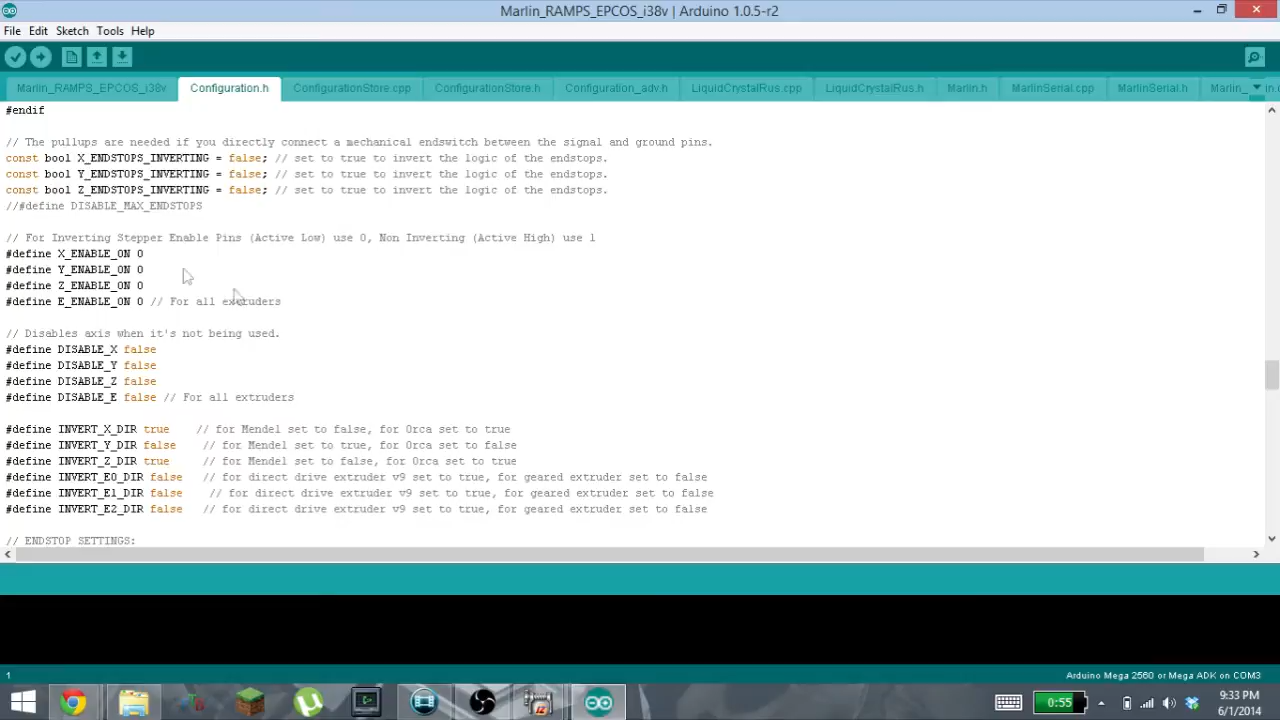 Marlin_RAMPS_EPCOS_i38v | Arduino 1.0.5-r2
File Edit Sketch Tools Help
Marlin_RAMPS_EPCOS_i38v Configuration.h ConfigurationStore.cpp ConfigurationStore.h Configuration_adv.h LiquidCrystalRus.cpp LiquidCrystalRus.h Marlin.h MarlinSerial.cpp MarlinSerial.h Marlin_
#endif
// The pullups are needed if you directly connect a mechanical endswitch between the signal and ground pins.
const bool X_ENDSTOPS_INVERTING = false; // set to true to invert the logic of the endstops.
const bool Y_ENDSTOPS_INVERTING = false; // set to true to invert the logic of the endstops.
const bool Z_ENDSTOPS_INVERTING = false; // set to true to invert the logic of the endstops.
//#define DISABLE_MAX_ENDSTOPS
// For Inverting Stepper Enable Pins (Active Low) use 0, Non Inverting (Active High) use 1
#define X_ENABLE_ON 0
#define Y_ENABLE_ON 0
#define Z_ENABLE_ON 0
#define E_ENABLE_ON 0 // For all extruders
// Disables axis when it's not being used.
#define DISABLE_X false
#define DISABLE_Y false
#define DISABLE_Z false
#define DISABLE_E false // For all extruders
#define INVERT_X_DIR true // for Mendel set to false, for Orca set to true
#define INVERT_Y_DIR false // for Mendel set to true, for Orca set to false
#define INVERT_Z_DIR true // for Mendel set to false, for Orca set to true
#define INVERT_E0_DIR false // for direct drive extruder v9 set to true, for geared extruder set to false
#define INVERT_E1_DIR false // for direct drive extruder v9 set to true, for geared extruder set to false
#define INVERT_E2_DIR false // for direct drive extruder v9 set to true, for geared extruder set to false
// ENDSTOP SETTINGS:
1
Arduino Mega 2560 or Mega ADK on COM3
0:55
9:33 PM
6/1/2014